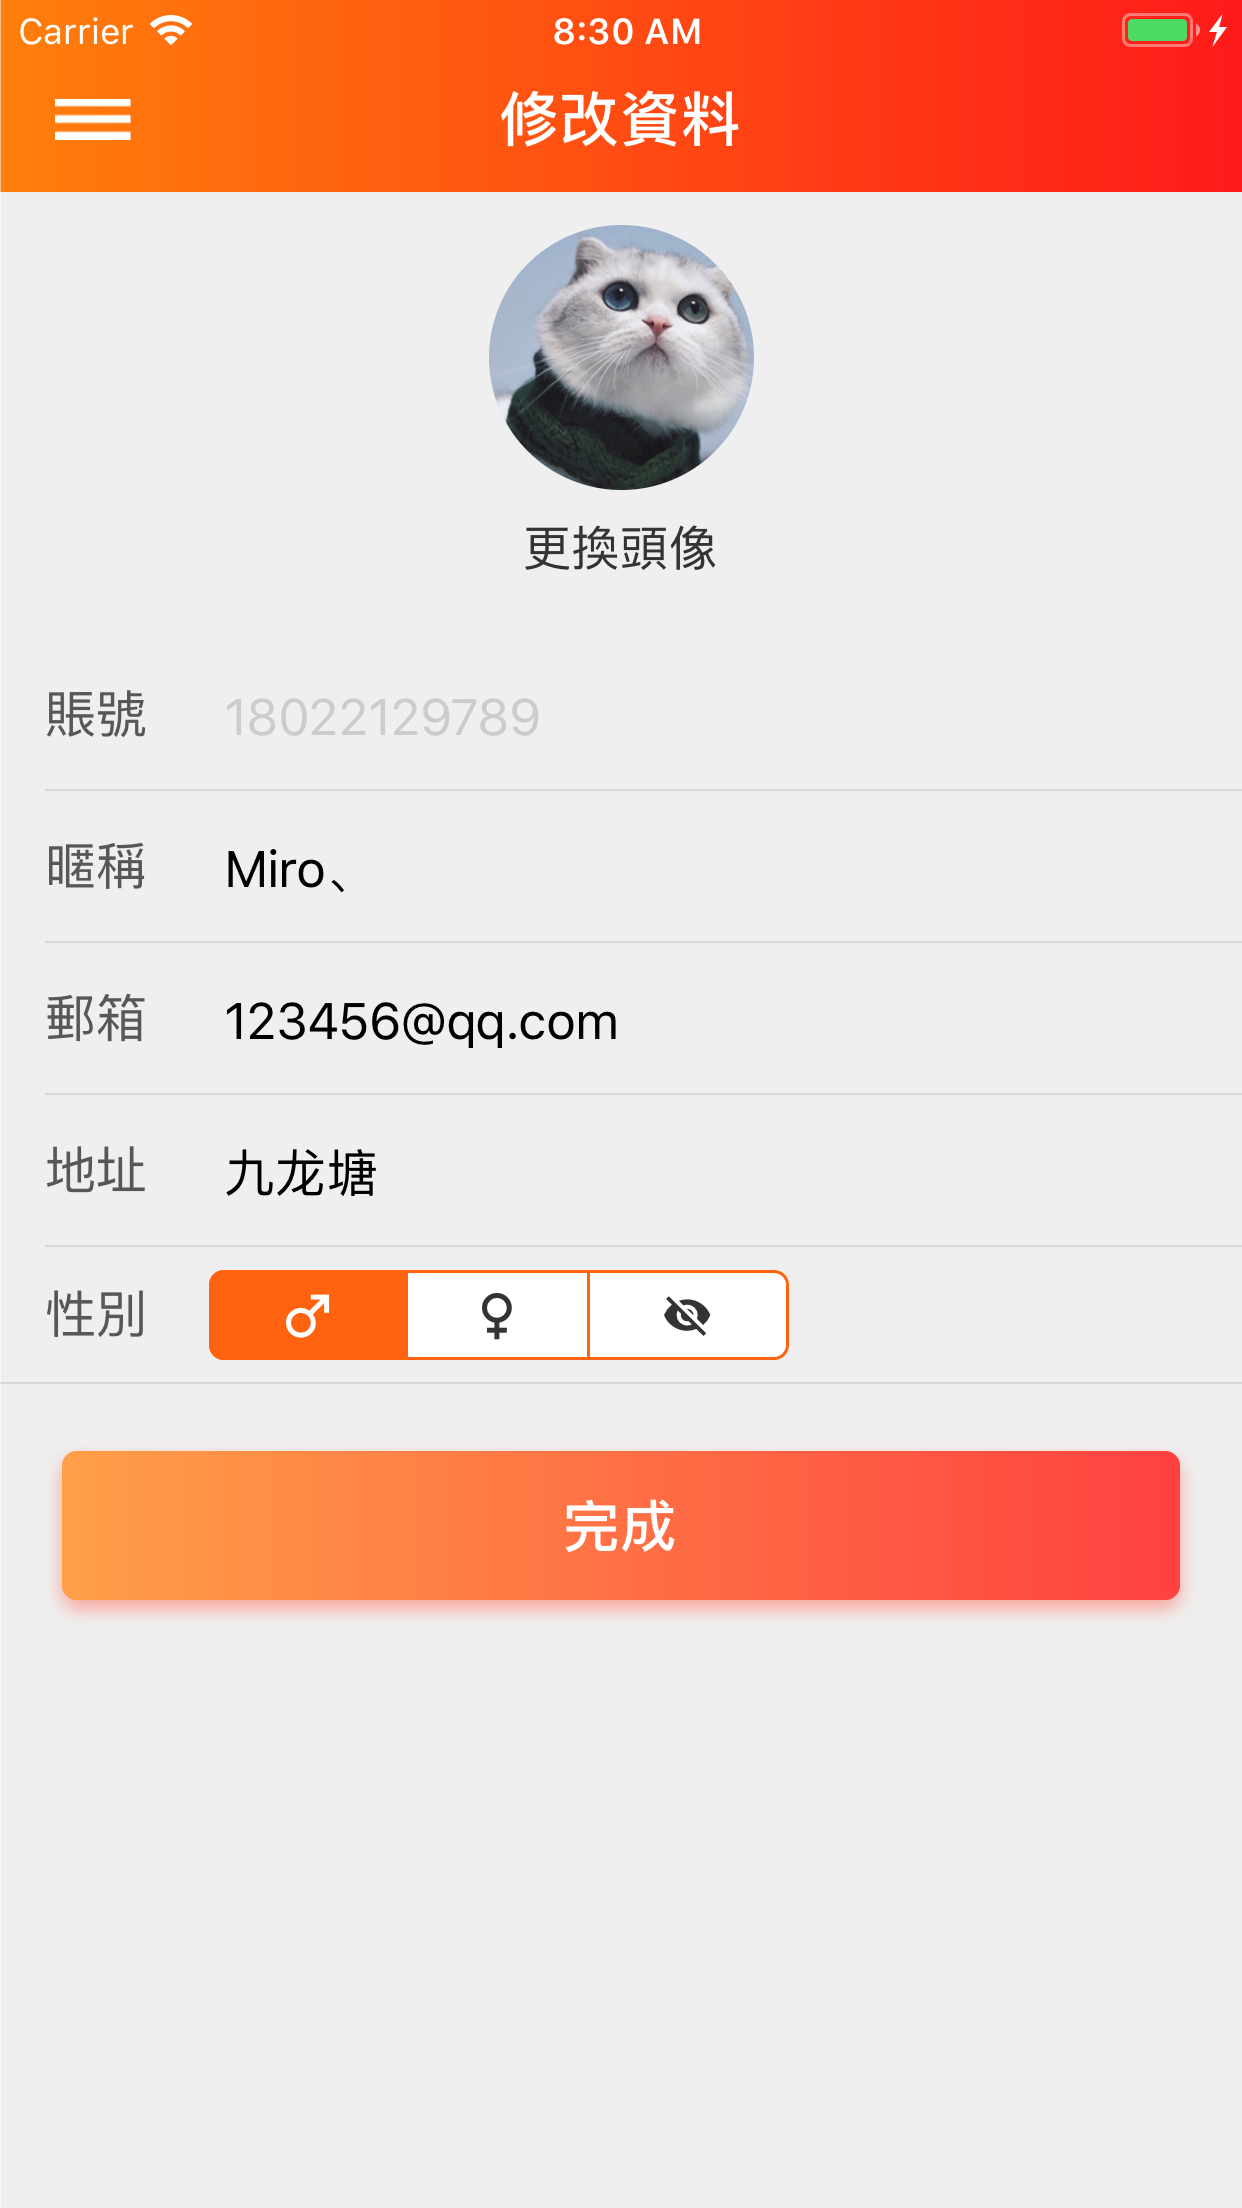 Carrier 8:30 AM
修改資料
更換頭像
賬號 18022129789
暱稱 Miro、
郵箱 123456@qq.com
地址 九龙塘
性別
完成